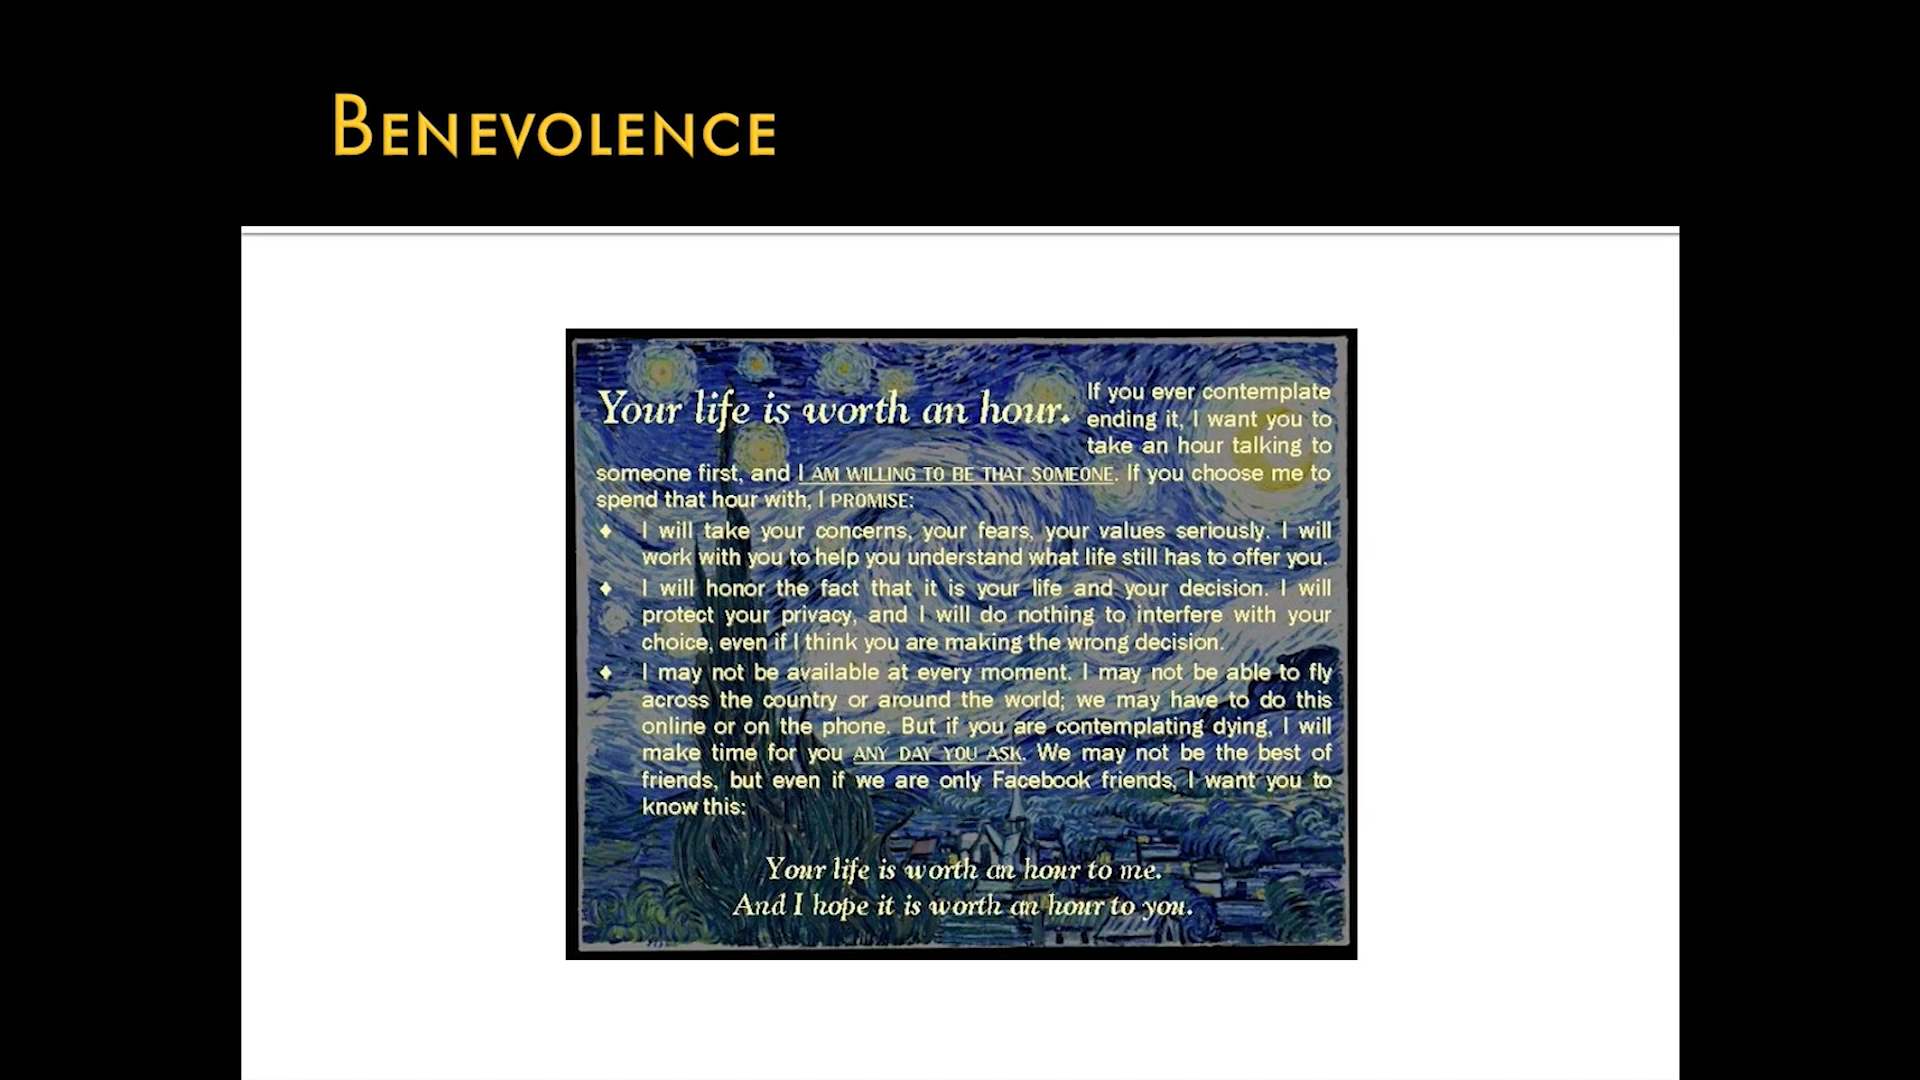 BENEVOLENCE
Your life is worth an hour. If you ever contemplate
ending it, I want you to
take an hour talking to
someone first, and I AM WILLING TO BE THAT SOMEONE. If you choose me to
spend that hour with, I PROMISE:
♦ I will take your concerns, your fears, your values seriously. I will
work with you to help you understand what life still has to offer you.
♦ I will honor the fact that it is your life and your decision. I will
protect your privacy, and I will do nothing to interfere with your
choice, even if I think you are making the wrong decision.
♦ I may not be available at every moment. I may not be able to fly
across the country or around the world; we may have to do this
online or on the phone. But if you are contemplating dying, I will
make time for you ANY DAY YOU ASK. We may not be the best of
friends, but even if we are only Facebook friends, I want you to
know this:
Your life is worth an hour to me.
And I hope it is worth an hour to you.